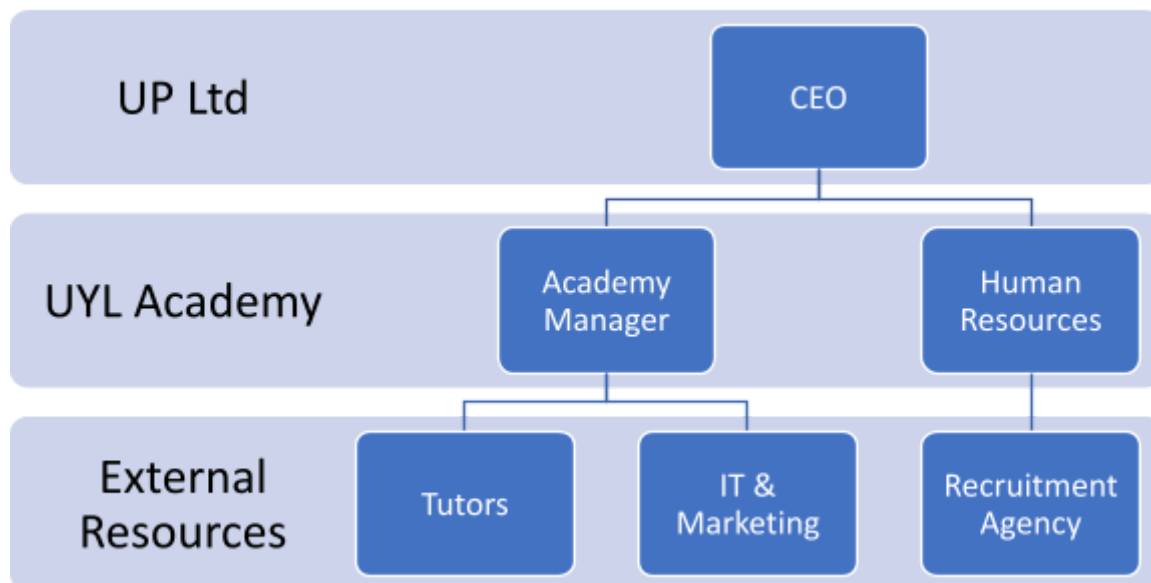 UP Ltd
CEO
UYL Academy
Academy
Manager
Human
Resources
External
Resources
Tutors
IT &
Marketing
Recruitment
Agency